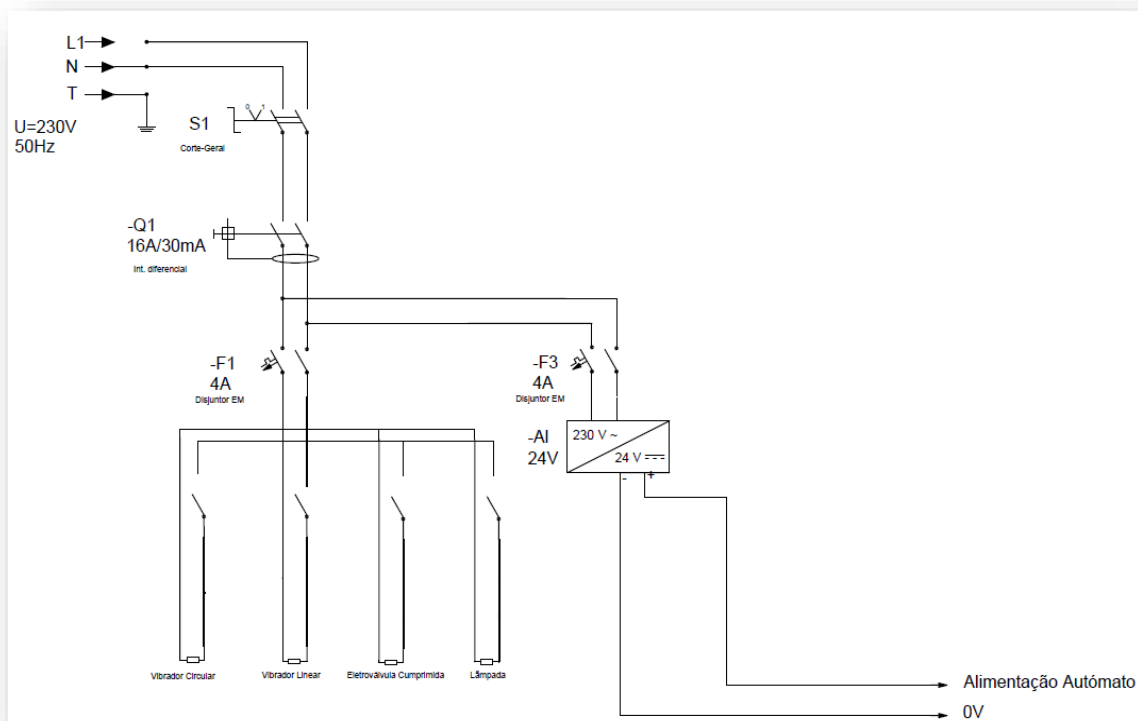 L1
N
T
U=230V
50Hz
S1
0 1
Corte-Geral
-Q1
16A/30mA
Int. diferencial
-F1
4A
Disjuntor EM
-F3
4A
Disjuntor EM
-AI
24V
230 V ~
24 V
- +
Vibrador Circular
Vibrador Linear
Eletroválvula Cumprimida
Lâmpada
Alimentação Autómato
0V